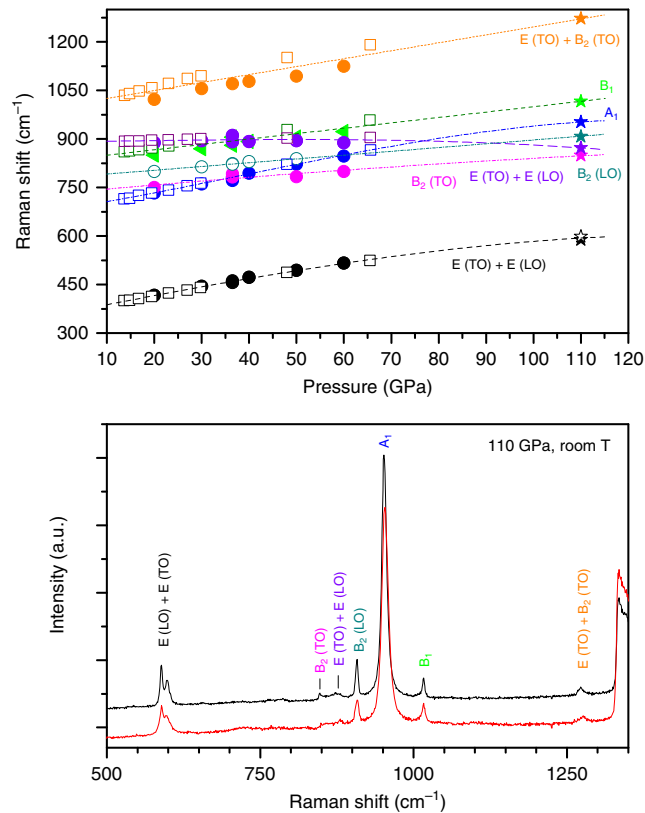 1200
1050
900
750
600
450
300
Raman shift (cm⁻¹)
E (TO) + B₂ (TO)
B₁
A₁
B₂ (TO)
E (TO) + E (LO)
B₂ (LO)
E (TO) + E (LO)
10 20 30 40 50 60 70 80 90 100 110 120
Pressure (GPa)
Intensity (a.u.)
A₁
110 GPa, room T
E (LO) + E (TO)
B₂ (TO)
E (TO) + E (LO)
B₂ (LO)
B₁
E (TO) + B₂ (TO)
500 750 1000 1250
Raman shift (cm⁻¹)